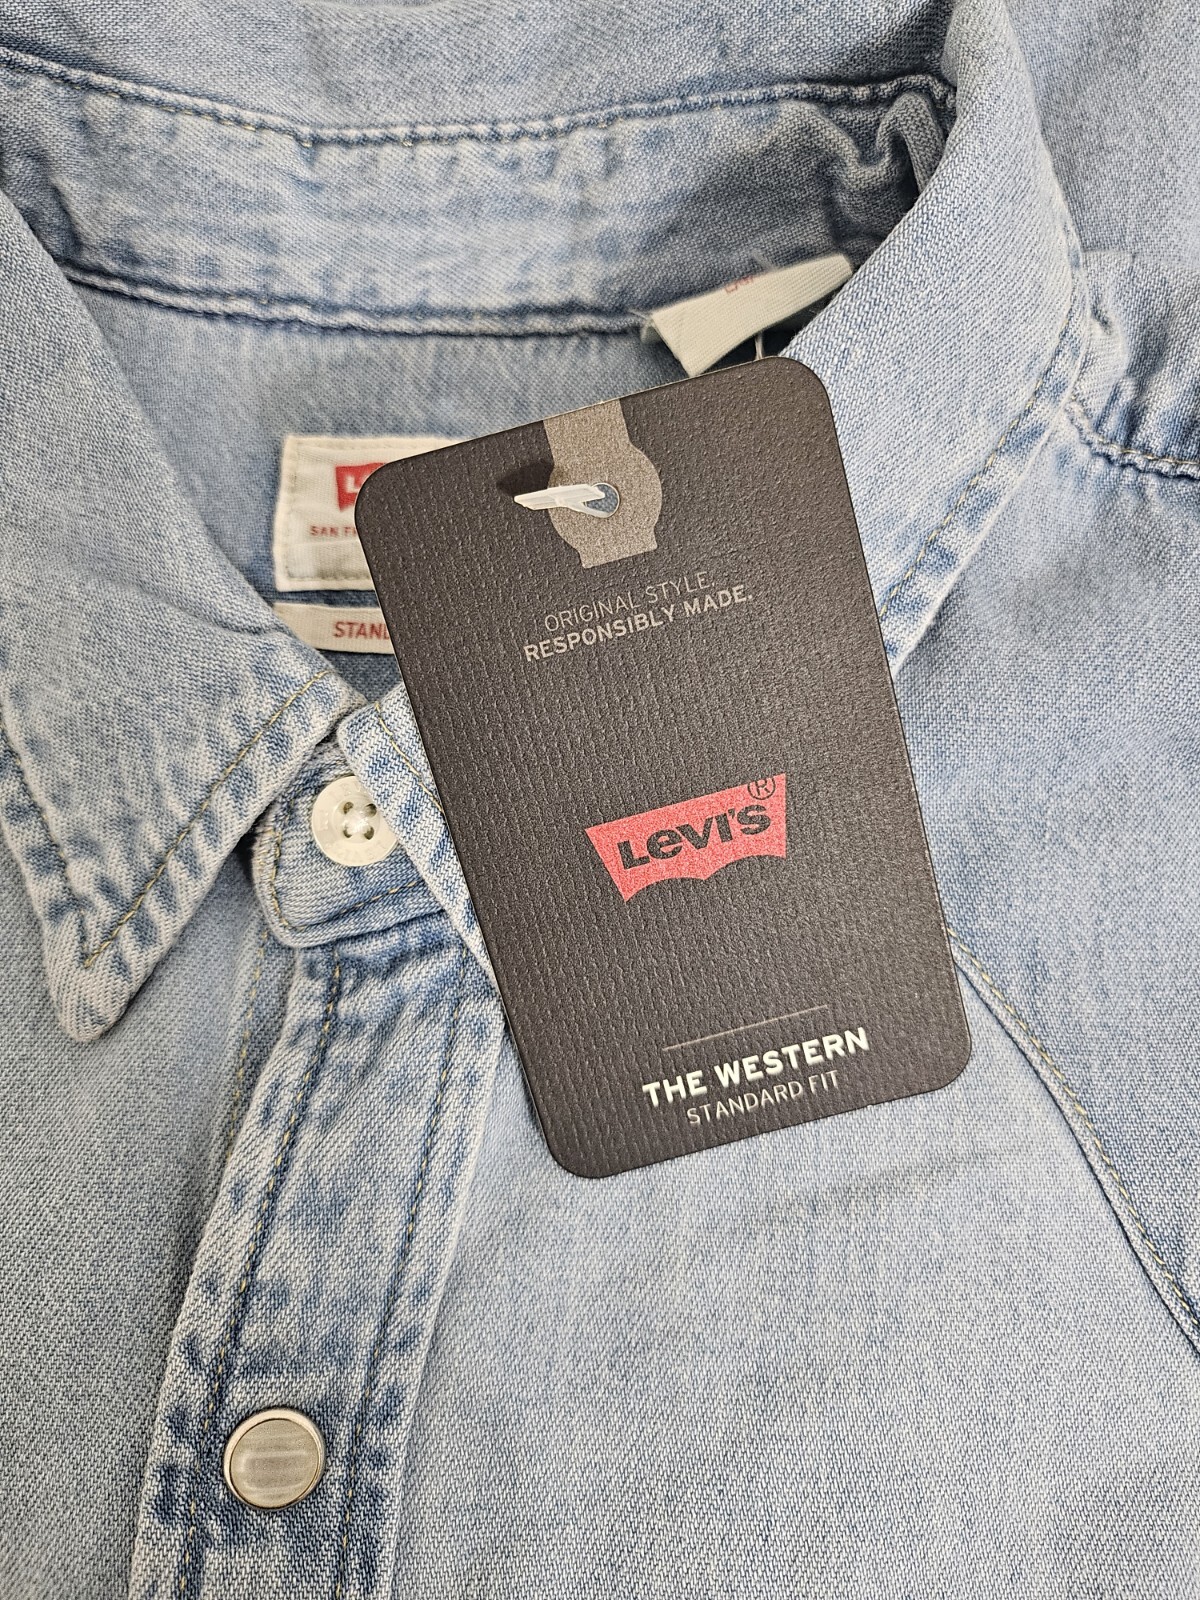 ORIGINAL STYLE.
RESPONSIBLY MADE.
LEVI'S®
THE WESTERN
STANDARD FIT